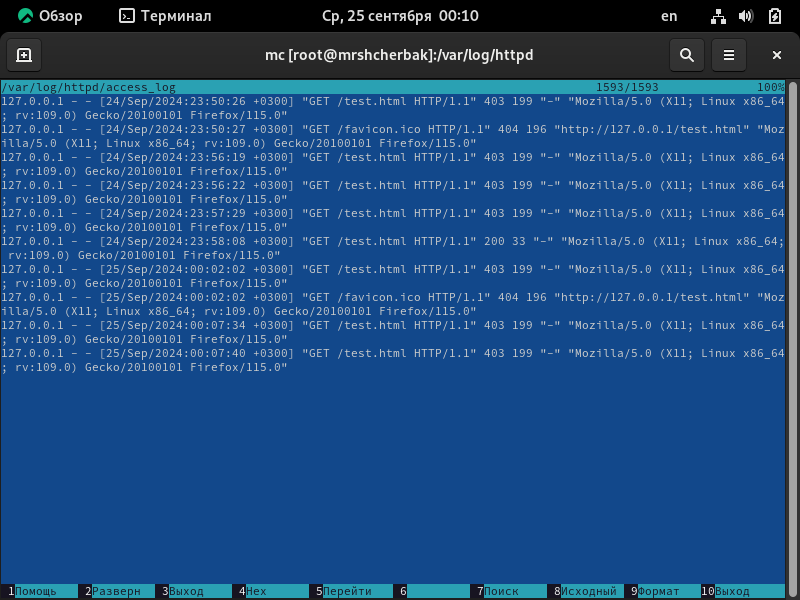 Обзор Терминал Ср, 25 сентября 00:10 en
mc [root@mrshcherbak]:/var/log/httpd
/var/log/httpd/access_log 1593/1593 100%
127.0.0.1 - - [24/Sep/2024:23:50:26 +0300] "GET /test.html HTTP/1.1" 403 199 "-" "Mozilla/5.0 (X11; Linux x86_64
; rv:109.0) Gecko/20100101 Firefox/115.0"
127.0.0.1 - - [24/Sep/2024:23:50:27 +0300] "GET /favicon.ico HTTP/1.1" 404 196 "http://127.0.0.1/test.html" "Moz
illa/5.0 (X11; Linux x86_64; rv:109.0) Gecko/20100101 Firefox/115.0"
127.0.0.1 - - [24/Sep/2024:23:56:19 +0300] "GET /test.html HTTP/1.1" 403 199 "-" "Mozilla/5.0 (X11; Linux x86_64
; rv:109.0) Gecko/20100101 Firefox/115.0"
127.0.0.1 - - [24/Sep/2024:23:56:22 +0300] "GET /test.html HTTP/1.1" 403 199 "-" "Mozilla/5.0 (X11; Linux x86_64
; rv:109.0) Gecko/20100101 Firefox/115.0"
127.0.0.1 - - [24/Sep/2024:23:57:29 +0300] "GET /test.html HTTP/1.1" 403 199 "-" "Mozilla/5.0 (X11; Linux x86_64
; rv:109.0) Gecko/20100101 Firefox/115.0"
127.0.0.1 - - [24/Sep/2024:23:58:08 +0300] "GET /test.html HTTP/1.1" 200 33 "-" "Mozilla/5.0 (X11; Linux x86_64;
 rv:109.0) Gecko/20100101 Firefox/115.0"
127.0.0.1 - - [25/Sep/2024:00:02:02 +0300] "GET /test.html HTTP/1.1" 403 199 "-" "Mozilla/5.0 (X11; Linux x86_64
; rv:109.0) Gecko/20100101 Firefox/115.0"
127.0.0.1 - - [25/Sep/2024:00:02:02 +0300] "GET /favicon.ico HTTP/1.1" 404 196 "http://127.0.0.1/test.html" "Moz
illa/5.0 (X11; Linux x86_64; rv:109.0) Gecko/20100101 Firefox/115.0"
127.0.0.1 - - [25/Sep/2024:00:07:34 +0300] "GET /test.html HTTP/1.1" 403 199 "-" "Mozilla/5.0 (X11; Linux x86_64
; rv:109.0) Gecko/20100101 Firefox/115.0"
127.0.0.1 - - [25/Sep/2024:00:07:40 +0300] "GET /test.html HTTP/1.1" 403 199 "-" "Mozilla/5.0 (X11; Linux x86_64
; rv:109.0) Gecko/20100101 Firefox/115.0"
1Помощь 2Разверн 3Выход 4Hex 5Перейти 6 7Поиск 8Исходный 9Формат 10Выход